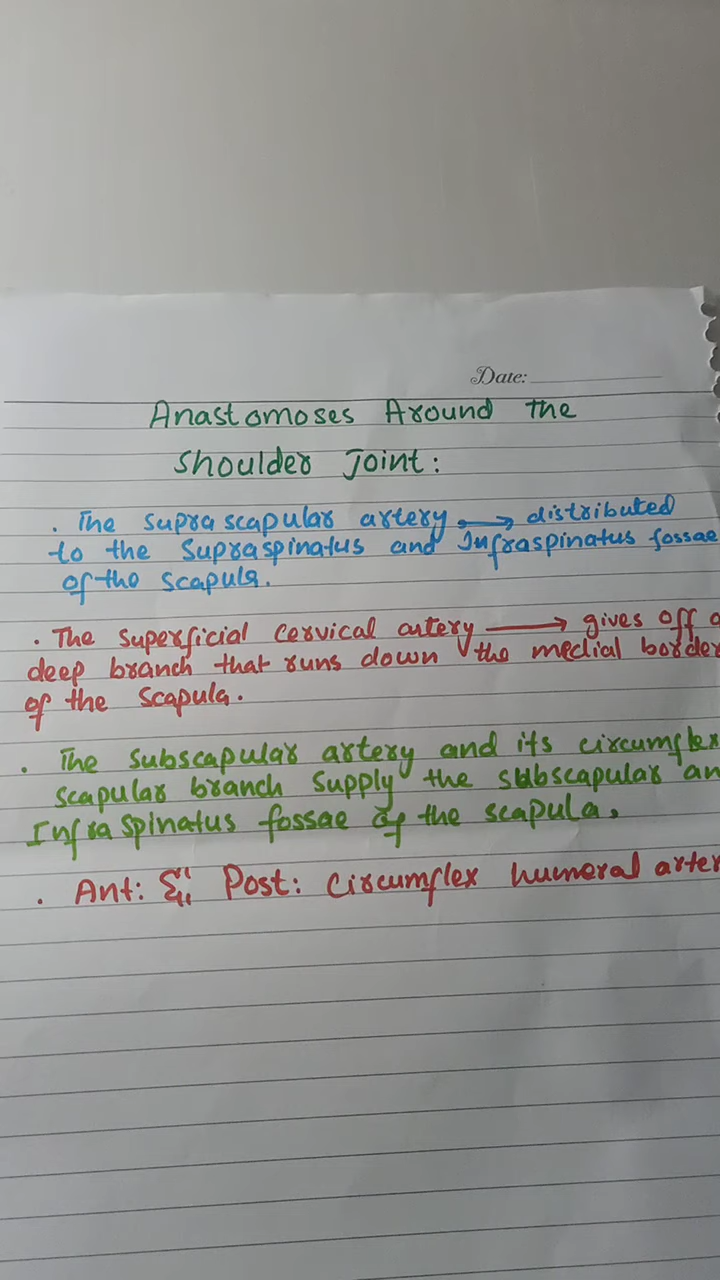 Date:
Anastomoses Around The
Shoulder Joint:
. The suprascapular artery → distributed
to the Supraspinatus and Infraspinatus fossae
of the scapula.
. The superficial cervical artery → gives off a
deep branch that runs down the medial border
of the scapula.
. The subscapular artery and its circumflex
scapular branch supply the subscapular an
Infraspinatus fossae of the scapula.
. Ant: & Post: circumflex humeral arter